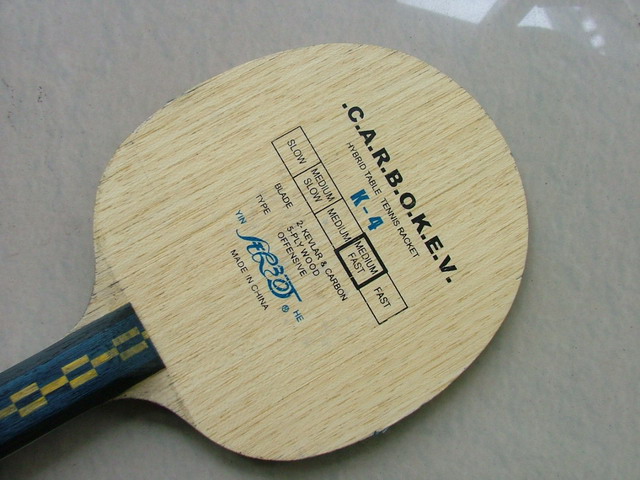 .C.A.R.B.O.K.E.V.
HYBRID TABLE TENNIS RACKET
K-4
SLOW
MEDIUM SLOW
MEDIUM
MEDIUM FAST
FAST
BLADE 2- KEVLAR & CARBON
5-PLY WOOD
TYPE OFFENSIVE
YIN HE
®
MADE IN CHINA